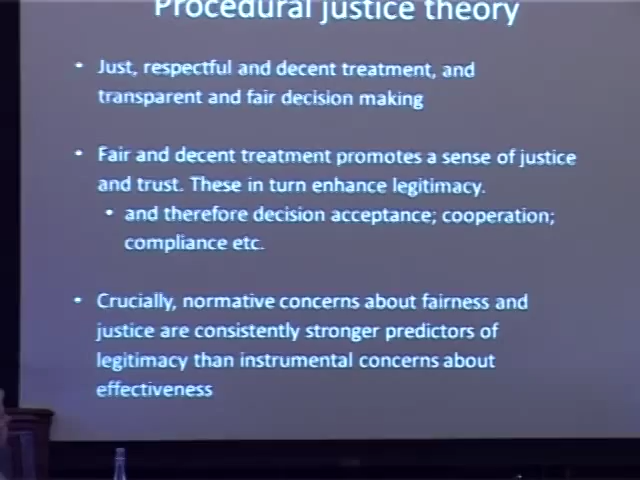 Procedural justice theory
• Just, respectful and decent treatment, and
transparent and fair decision making
• Fair and decent treatment promotes a sense of justice
and trust. These in turn enhance legitimacy.
• and therefore decision acceptance; cooperation;
compliance etc.
• Crucially, normative concerns about fairness and
justice are consistently stronger predictors of
legitimacy than instrumental concerns about
effectiveness